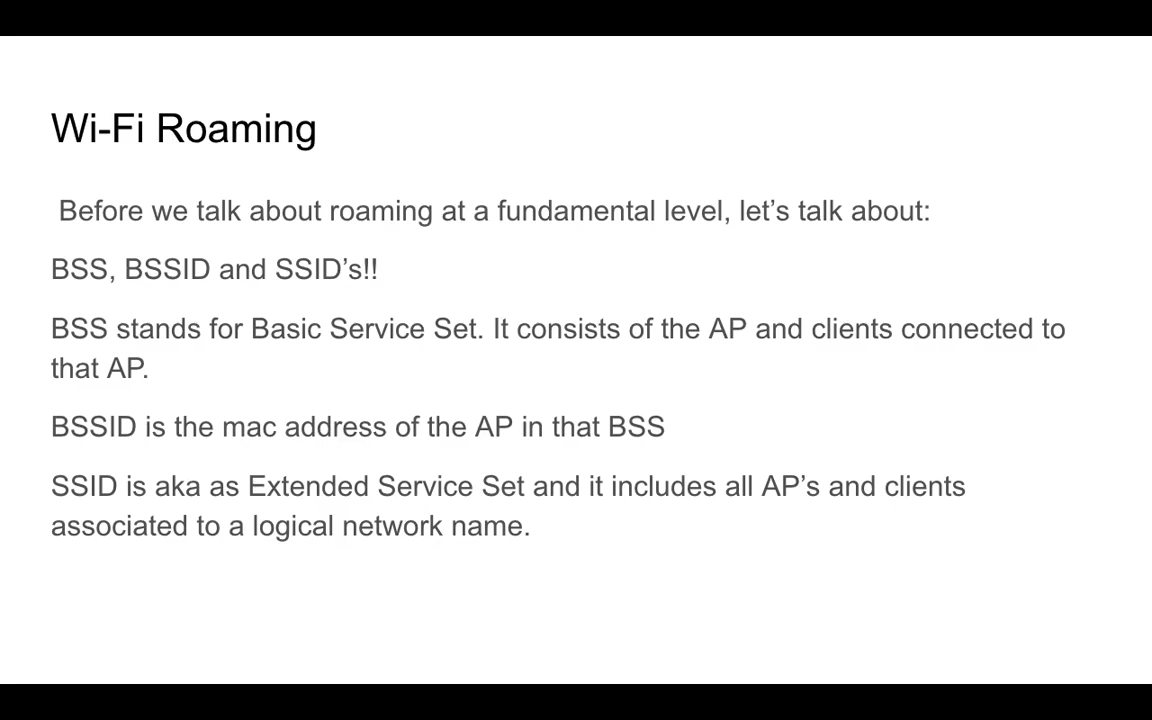 Wi-Fi Roaming
Before we talk about roaming at a fundamental level, let’s talk about:
BSS, BSSID and SSID’s!!
BSS stands for Basic Service Set. It consists of the AP and clients connected to
that AP.
BSSID is the mac address of the AP in that BSS
SSID is aka as Extended Service Set and it includes all AP’s and clients
associated to a logical network name.